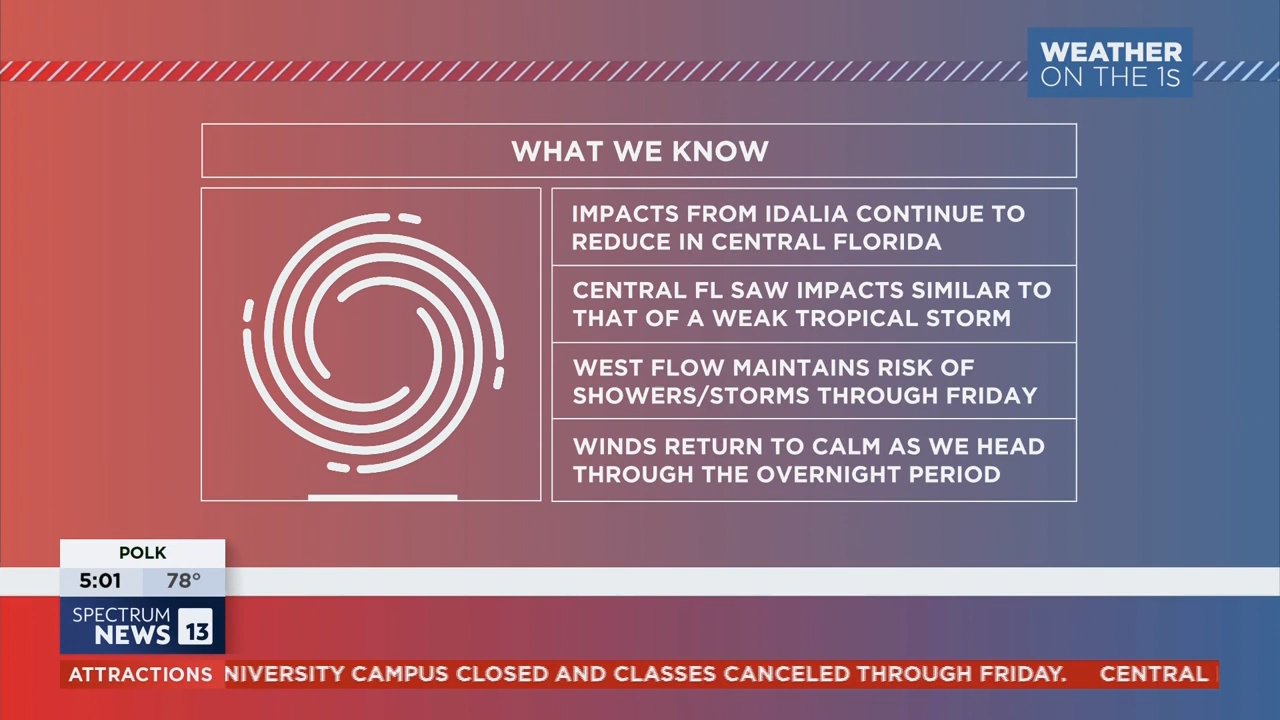 WEATHER
ON THE 1S
WHAT WE KNOW
IMPACTS FROM IDALIA CONTINUE TO
REDUCE IN CENTRAL FLORIDA
CENTRAL FL SAW IMPACTS SIMILAR TO
THAT OF A WEAK TROPICAL STORM
WEST FLOW MAINTAINS RISK OF
SHOWERS/STORMS THROUGH FRIDAY
WINDS RETURN TO CALM AS WE HEAD
THROUGH THE OVERNIGHT PERIOD
POLK
5:01 78°
SPECTRUM
NEWS 13
ATTRACTIONS NIVERSITY CAMPUS CLOSED AND CLASSES CANCELED THROUGH FRIDAY. CENTRAL